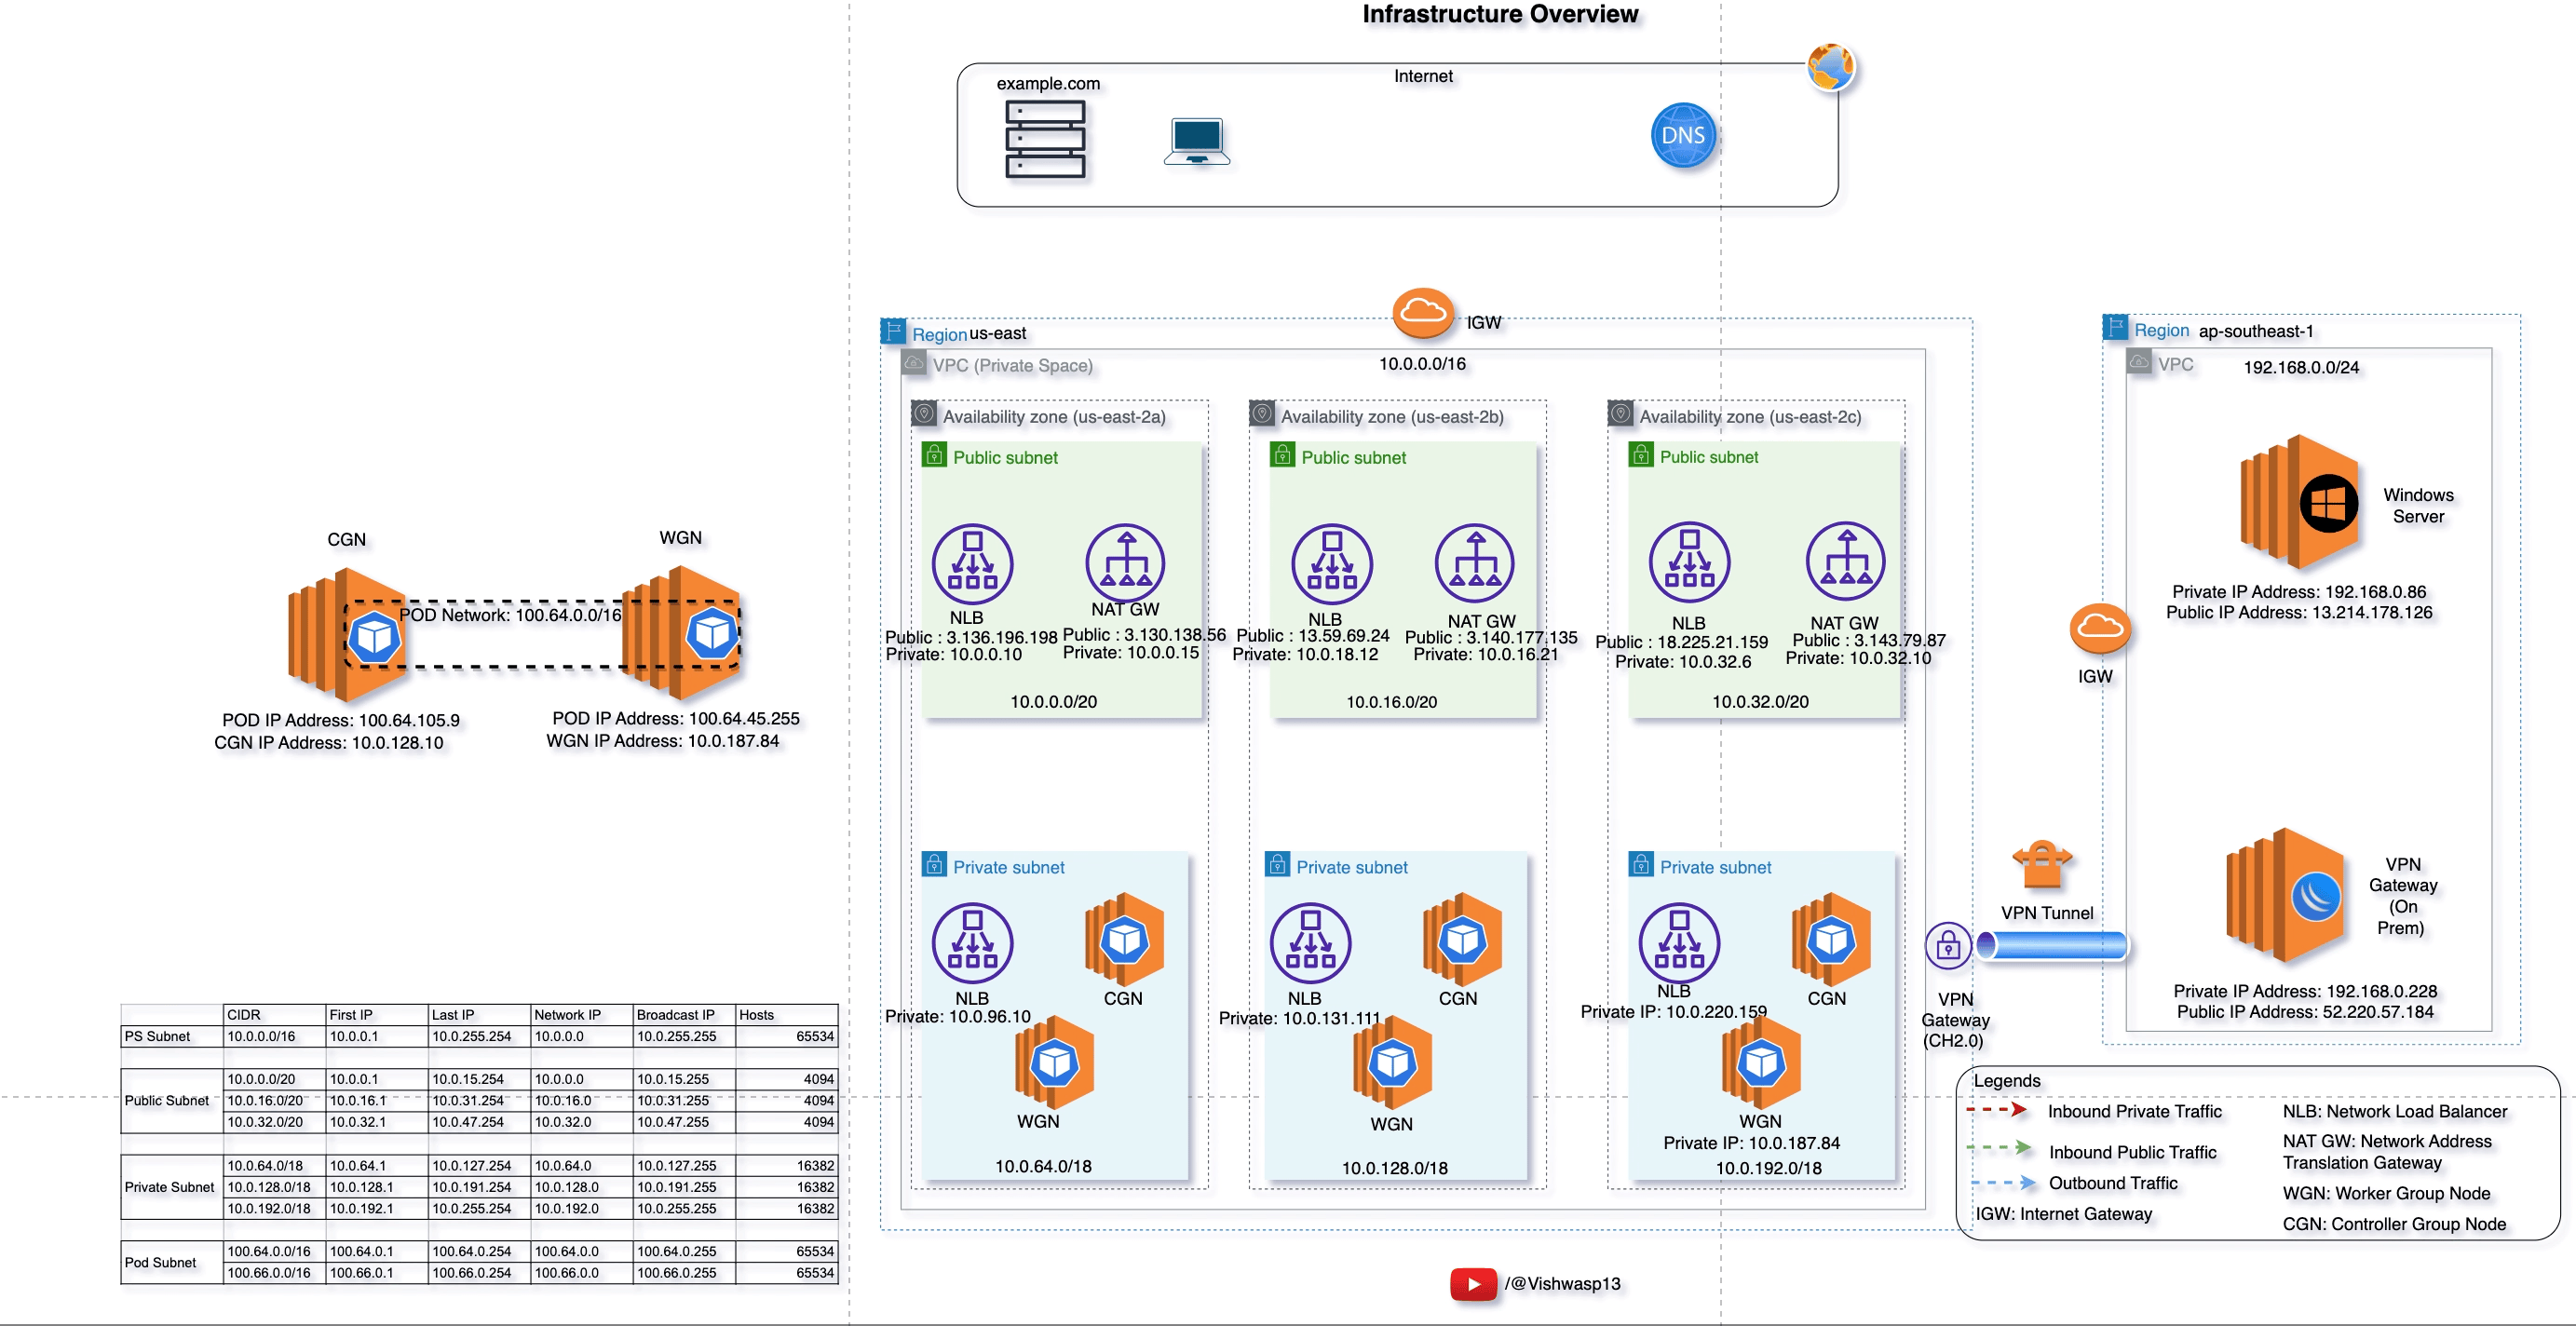 Infrastructure Overview
Internet
example.com
DNS
IGW
Region us-east
VPC (Private Space)
10.0.0.0/16
Availability zone (us-east-2a)
Public subnet
NLB
Public : 3.136.196.198
Private: 10.0.0.10
NAT GW
Public : 3.130.138.56
Private: 10.0.0.15
10.0.0.0/20
Availability zone (us-east-2b)
Public subnet
NLB
Public : 13.59.69.24
Private: 10.0.18.12
NAT GW
Public : 3.140.177.135
Private: 10.0.16.21
10.0.16.0/20
Availability zone (us-east-2c)
Public subnet
NLB
Public : 18.225.21.159
Private: 10.0.32.6
NAT GW
Public : 3.143.79.87
Private: 10.0.32.10
10.0.32.0/20
Private subnet
NLB
Private: 10.0.96.10
CGN
WGN
10.0.64.0/18
Private subnet
NLB
Private: 10.0.131.111
CGN
WGN
10.0.128.0/18
Private subnet
NLB
Private IP: 10.0.220.159
CGN
WGN
Private IP: 10.0.187.84
10.0.192.0/18
VPN
Gateway
(CH2.0)
VPN Tunnel
Region ap-southeast-1
VPC
192.168.0.0/24
Windows
Server
Private IP Address: 192.168.0.86
Public IP Address: 13.214.178.126
IGW
VPN
Gateway
(On
Prem)
Private IP Address: 192.168.0.228
Public IP Address: 52.220.57.184
CGN
WGN
POD Network: 100.64.0.0/16
POD IP Address: 100.64.105.9
CGN IP Address: 10.0.128.10
POD IP Address: 100.64.45.255
WGN IP Address: 10.0.187.84
CIDR First IP Last IP Network IP Broadcast IP Hosts
PS Subnet 10.0.0.0/16 10.0.0.1 10.0.255.254 10.0.0.0 10.0.255.255 65534
Public Subnet
10.0.0.0/20 10.0.0.1 10.0.15.254 10.0.0.0 10.0.15.255 4094
10.0.16.0/20 10.0.16.1 10.0.31.254 10.0.16.0 10.0.31.255 4094
10.0.32.0/20 10.0.32.1 10.0.47.254 10.0.32.0 10.0.47.255 4094
Private Subnet
10.0.64.0/18 10.0.64.1 10.0.127.254 10.0.64.0 10.0.127.255 16382
10.0.128.0/18 10.0.128.1 10.0.191.254 10.0.128.0 10.0.191.255 16382
10.0.192.0/18 10.0.192.1 10.0.255.254 10.0.192.0 10.0.255.255 16382
Pod Subnet
100.64.0.0/16 100.64.0.1 100.64.0.254 100.64.0.0 100.64.0.255 65534
100.66.0.0/16 100.66.0.1 100.66.0.254 100.66.0.0 100.66.0.255 65534
Legends
Inbound Private Traffic
Inbound Public Traffic
Outbound Traffic
IGW: Internet Gateway
NLB: Network Load Balancer
NAT GW: Network Address
Translation Gateway
WGN: Worker Group Node
CGN: Controller Group Node
/@Vishwasp13